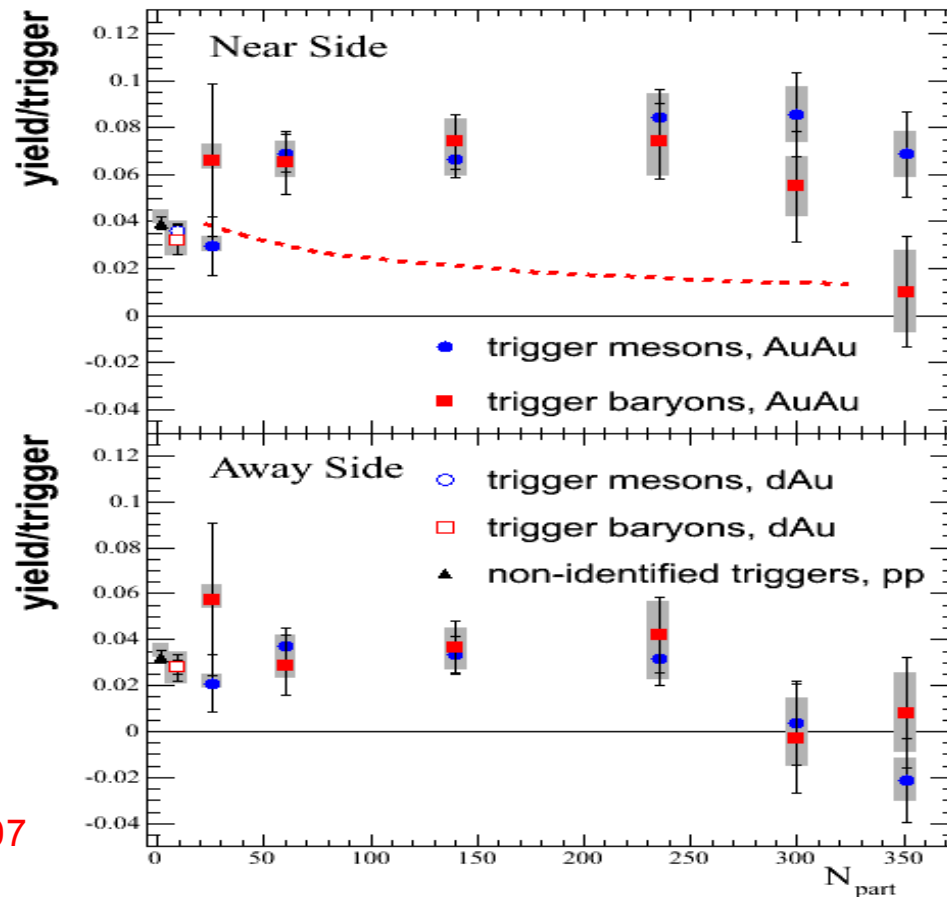 yield/trigger
0.12
0.1
0.08
0.06
0.04
0.02
0
-0.02
-0.04
Near Side
trigger mesons, AuAu
trigger baryons, AuAu
yield/trigger
0.12
0.1
0.08
0.06
0.04
0.02
0
-0.02
-0.04
Away Side
trigger mesons, dAu
trigger baryons, dAu
non-identified triggers, pp
0 50 100 150 200 250 300 350
N_part
07